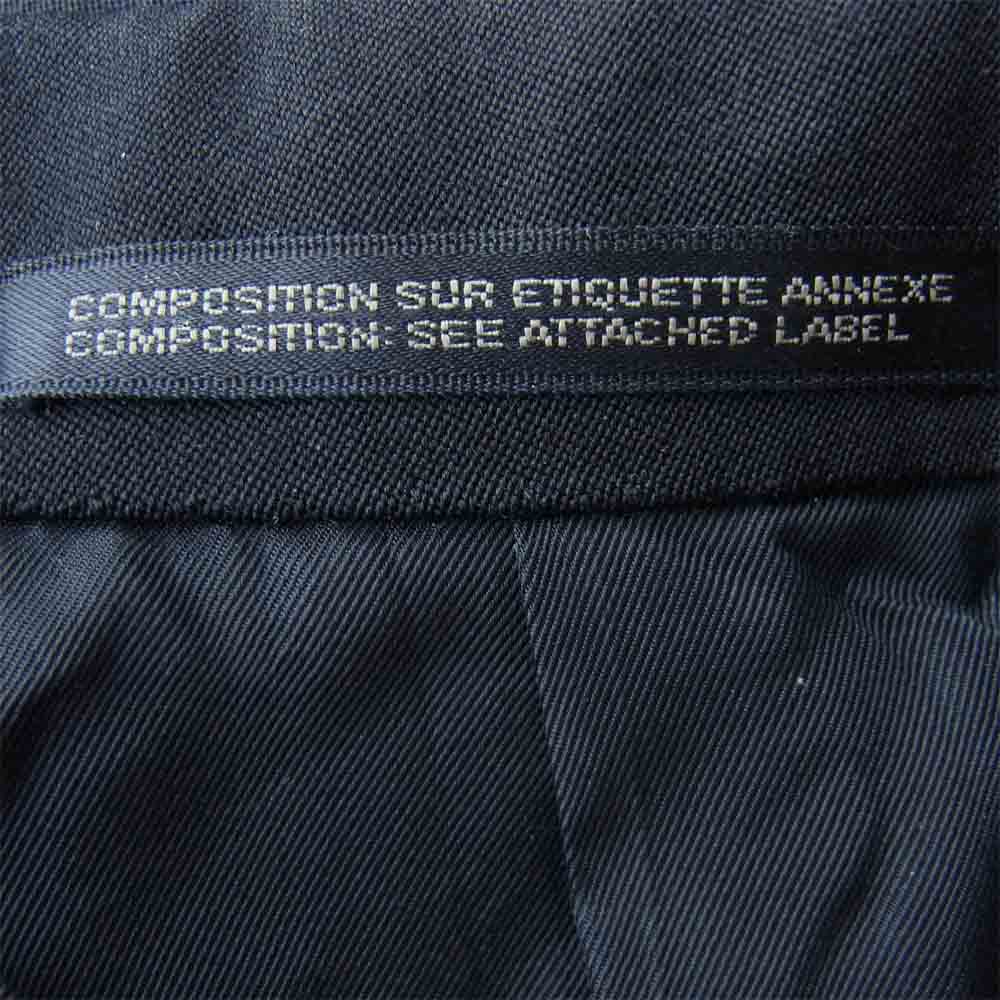 COMPOSITION SUR ETIQUETTE ANNEXE
COMPOSITION: SEE ATTACHED LABEL